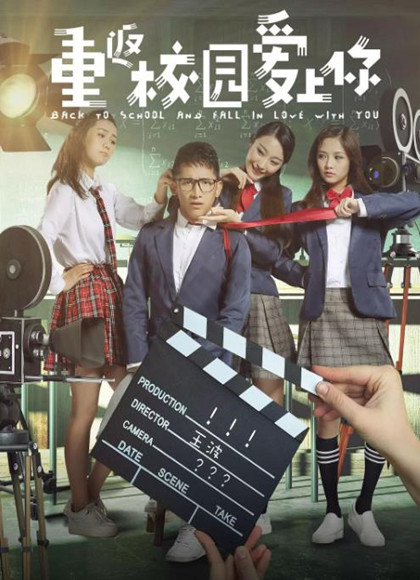 重返校园爱上你
BACK TO SCHOOL AND FALL IN LOVE WITH YOU
PRODUCTION !!!
DIRECTOR 王波
CAMERA ???
DATE SCENE TAKE